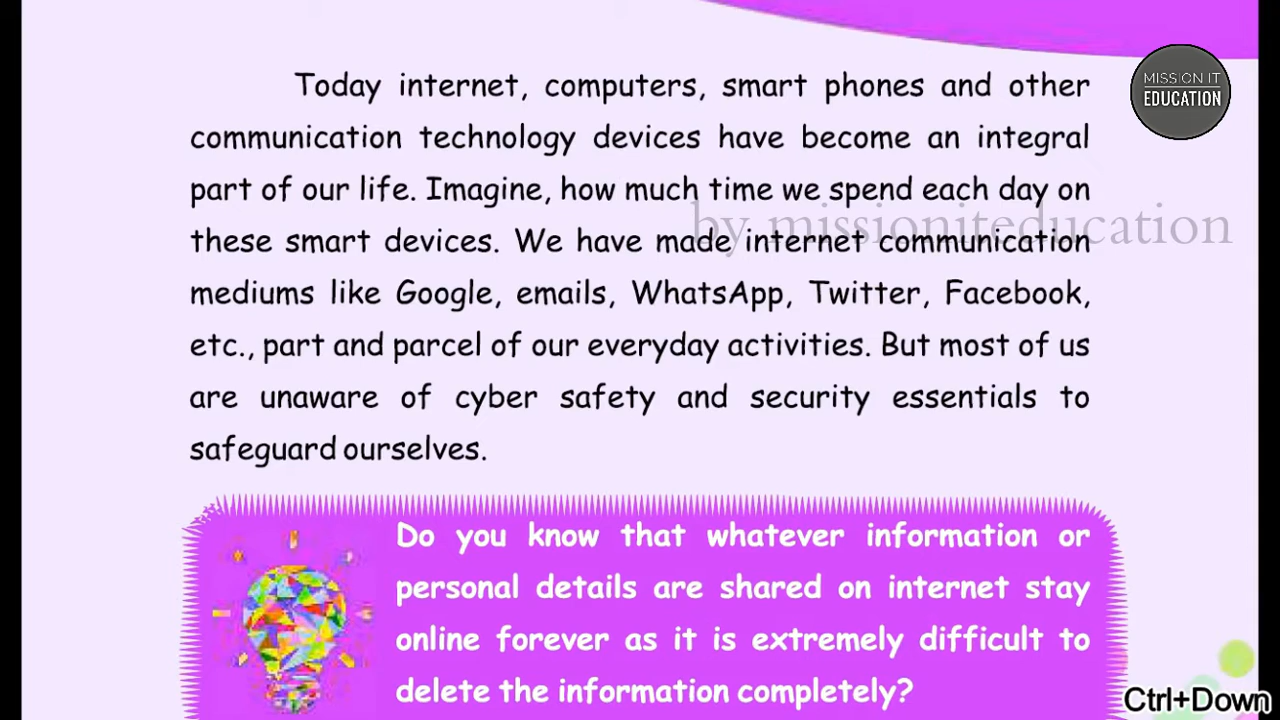 MISSION IT
EDUCATION
Today internet, computers, smart phones and other
communication technology devices have become an integral
part of our life. Imagine, how much time we spend each day on
by missioniteducation
these smart devices. We have made internet communication
mediums like Google, emails, WhatsApp, Twitter, Facebook,
etc., part and parcel of our everyday activities. But most of us
are unaware of cyber safety and security essentials to
safeguard ourselves.
Do you know that whatever information or
personal details are shared on internet stay
online forever as it is extremely difficult to
delete the information completely?
Ctrl+Down